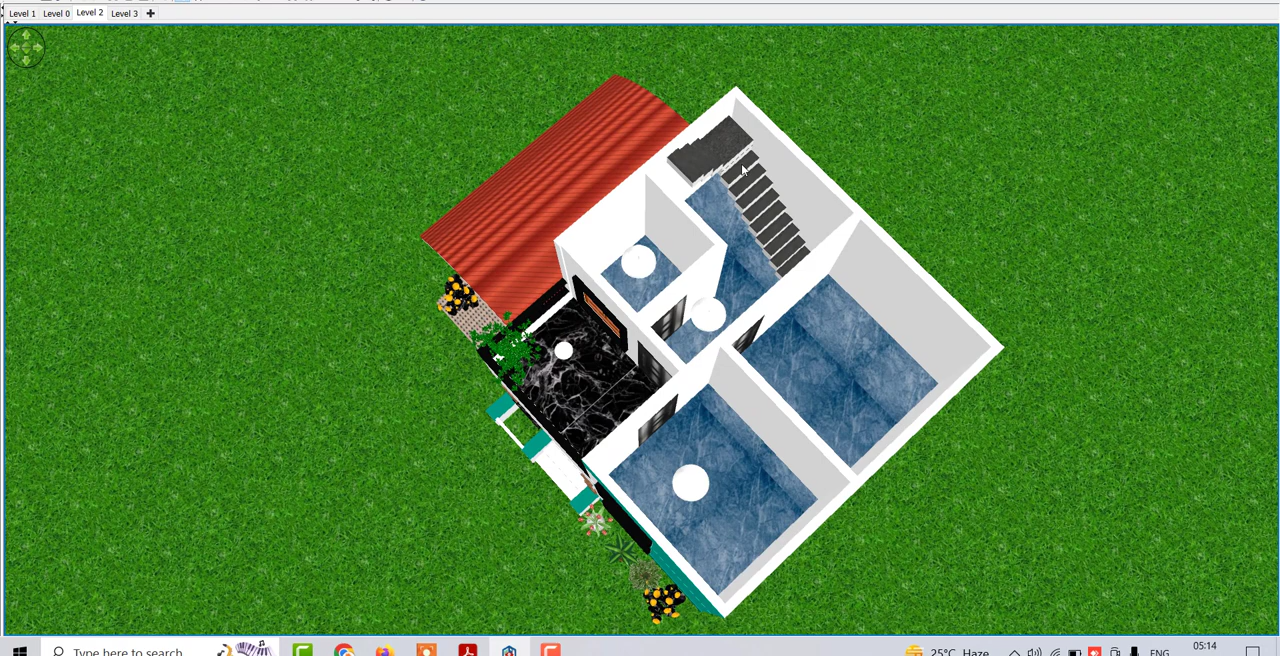 Level 1 Level 0 Level 2 Level 3
Type here to search
25°C Haze
ENG
05:14